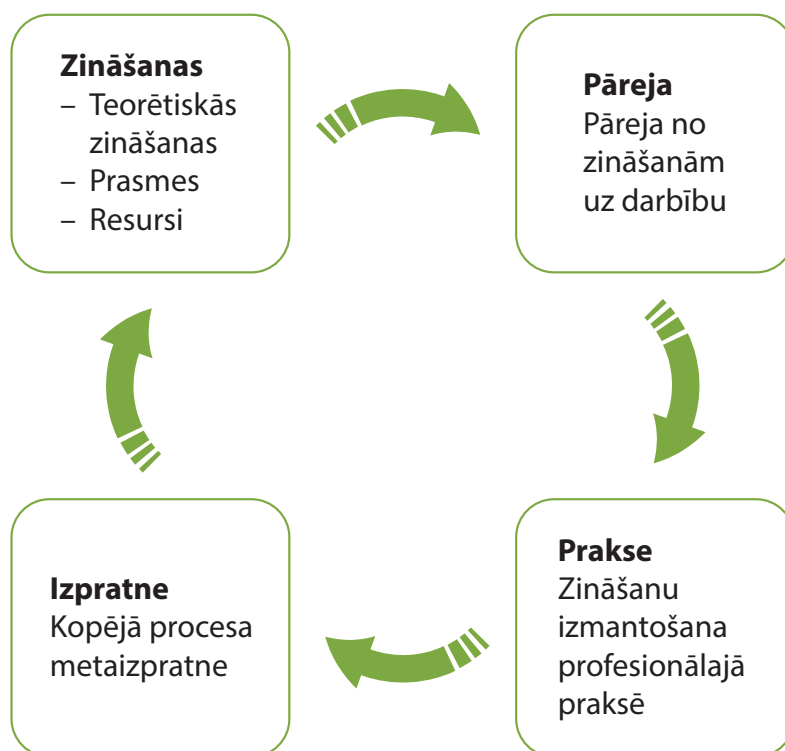 Zināšanas
– Teorētiskās
zināšanas
– Prasmes
– Resursi
Pāreja
Pāreja no
zināšanām
uz darbību
Prakse
Zināšanu
izmantošana
profesionālajā
praksē
Izpratne
Kopējā procesa
metaizpratne